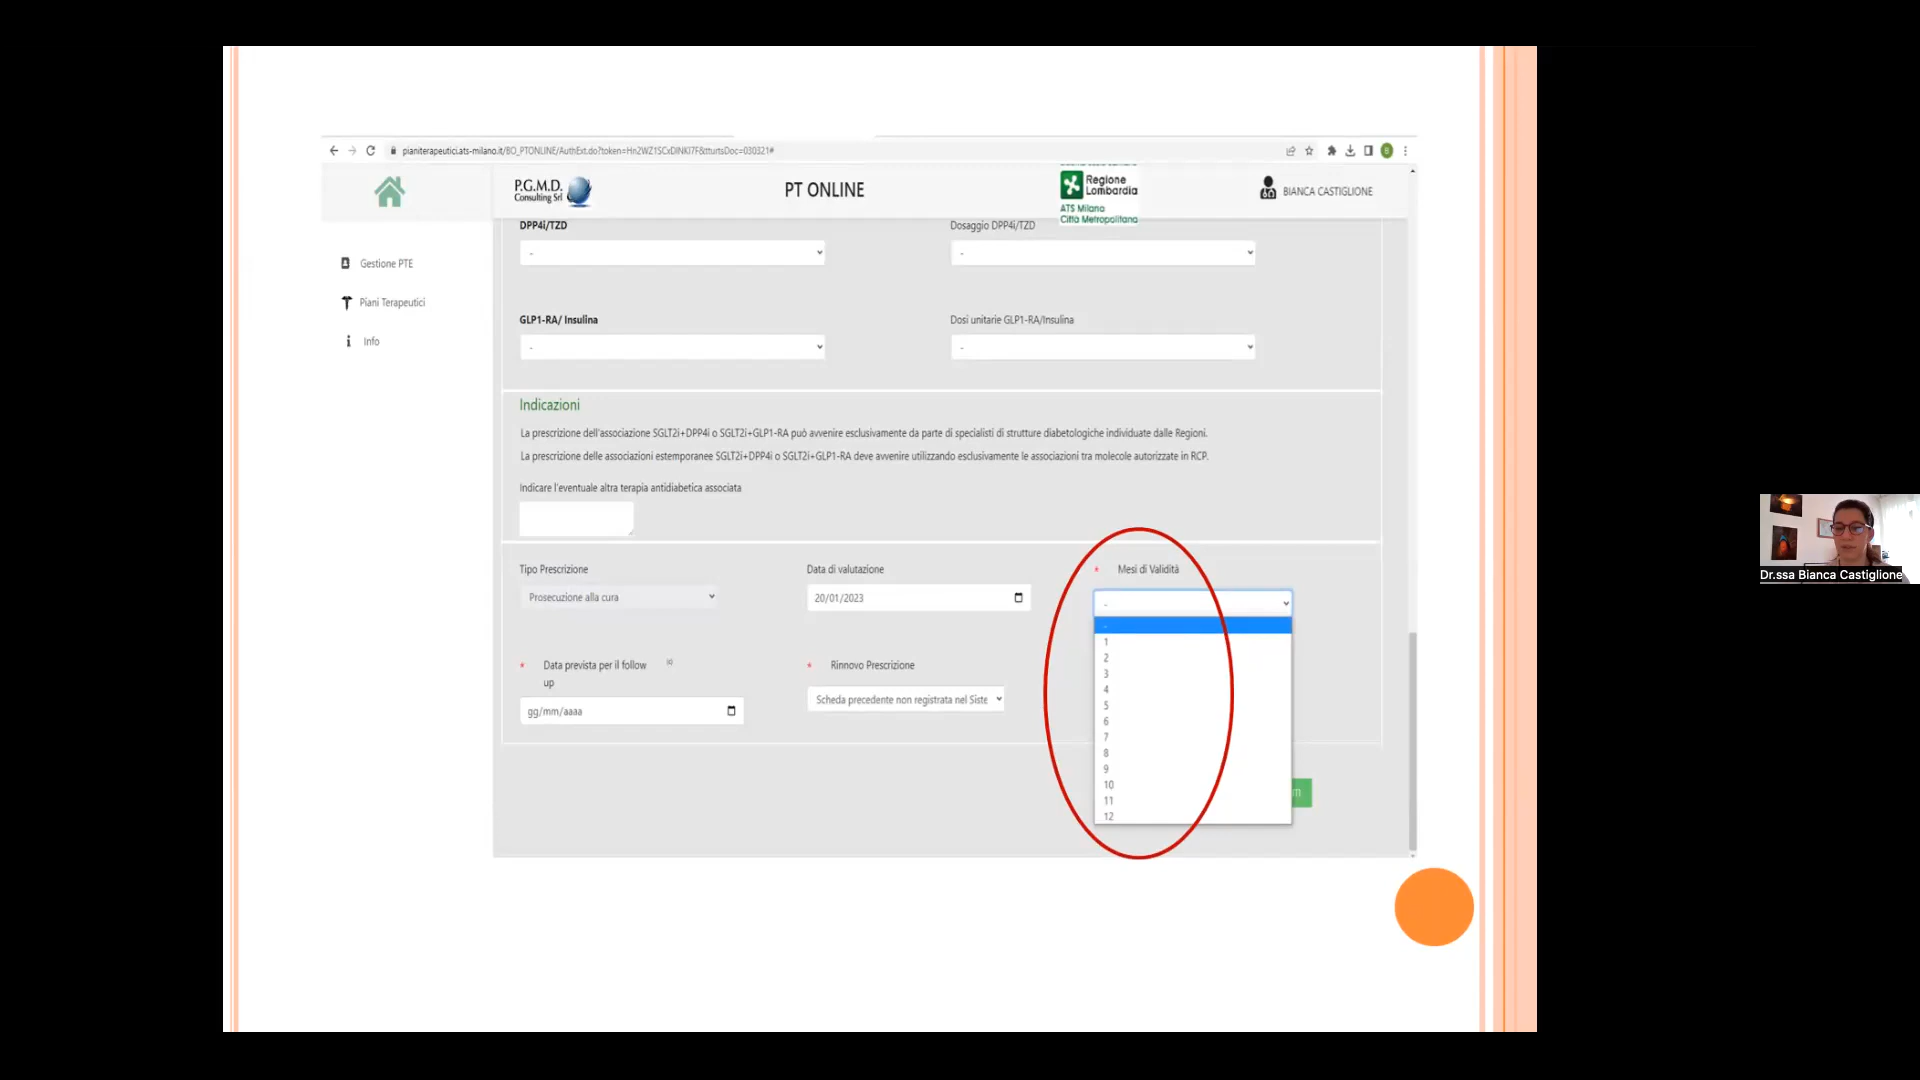 pianiterapeutici.ats-milano.it/BO_PTONLINE/AuthExt.do?token=Hn2WZ1SCxDINKI7F&tturtsDoc=030321#
P.G.M.D.
Consulting Srl
PT ONLINE
Regione
Lombardia
ATS Milano
Città Metropolitana
BIANCA CASTIGLIONE
Gestione PTE
Piani Terapeutici
Info
DPP4i/TZD
Dosaggio DPP4i/TZD
-
-
GLP1-RA/ Insulina
Dosi unitarie GLP1-RA/Insulina
-
-
Indicazioni
La prescrizione dell'associazione SGLT2i+DPP4i o SGLT2i+GLP1-RA può avvenire esclusivamente da parte di specialisti di strutture diabetologiche individuate dalle Regioni.
La prescrizione delle associazioni estemporanee SGLT2i+DPP4i o SGLT2i+GLP1-RA deve avvenire utilizzando esclusivamente le associazioni tra molecole autorizzate in RCP.
Indicare l'eventuale altra terapia antidiabetica associata
Tipo Prescrizione
Prosecuzione alla cura
Data di valutazione
20/01/2023
* Mesi di Validità
-
-
1
2
3
4
5
6
7
8
9
10
11
12
* Data prevista per il follow
up
gg/mm/aaaa
* Rinnovo Prescrizione
Scheda precedente non registrata nel Siste
Dr.ssa Bianca Castiglione